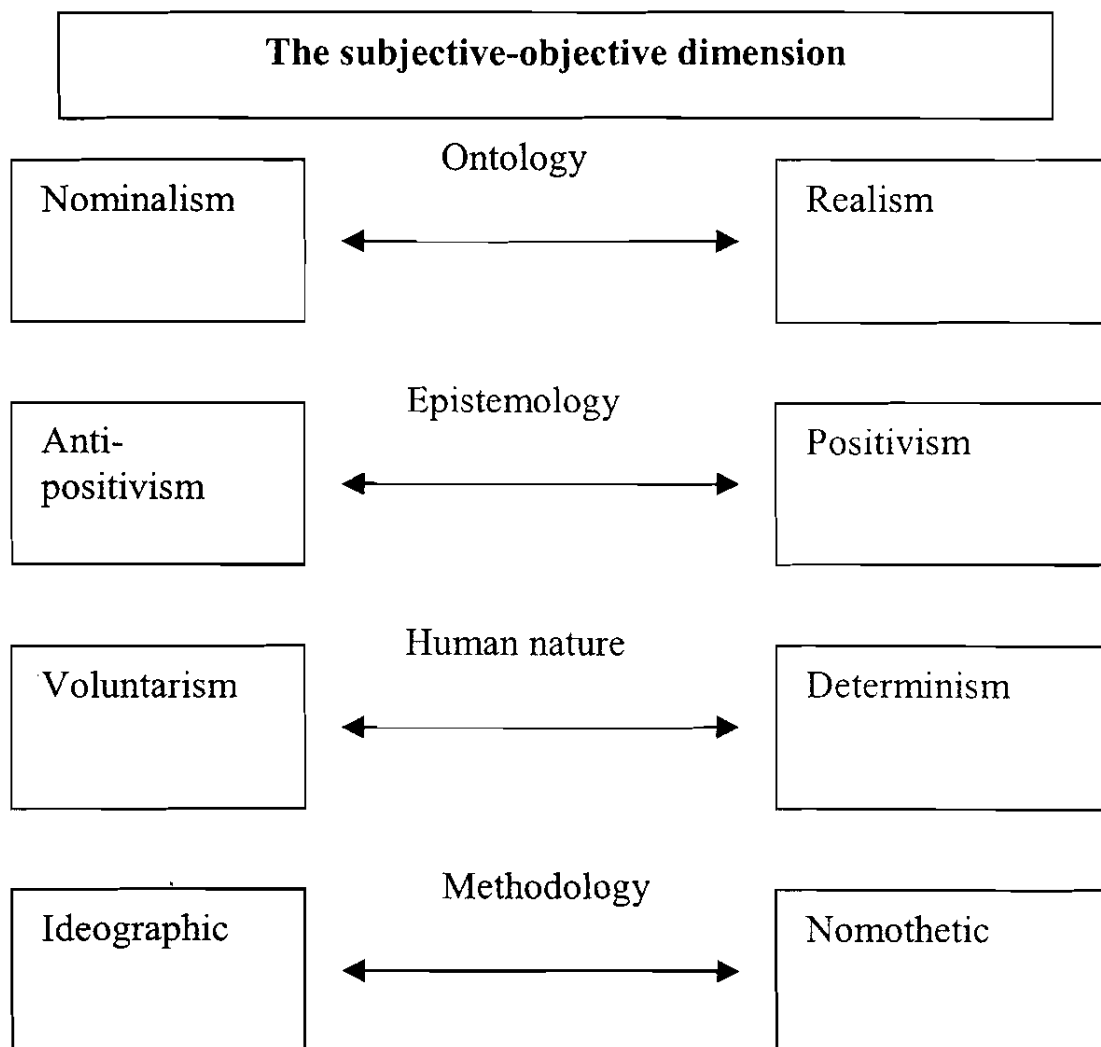 The subjective-objective dimension
Ontology
Nominalism
Realism
Epistemology
Anti-
positivism
Positivism
Human nature
Voluntarism
Determinism
Methodology
Ideographic
Nomothetic